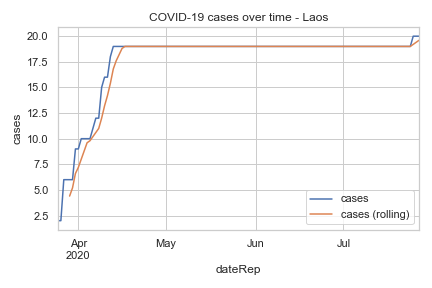 COVID-19 cases over time - Laos
20.0
17.5
15.0
12.5
10.0
7.5
5.0
2.5
cases
cases
cases (rolling)
Apr
2020
May
Jun
Jul
dateRep